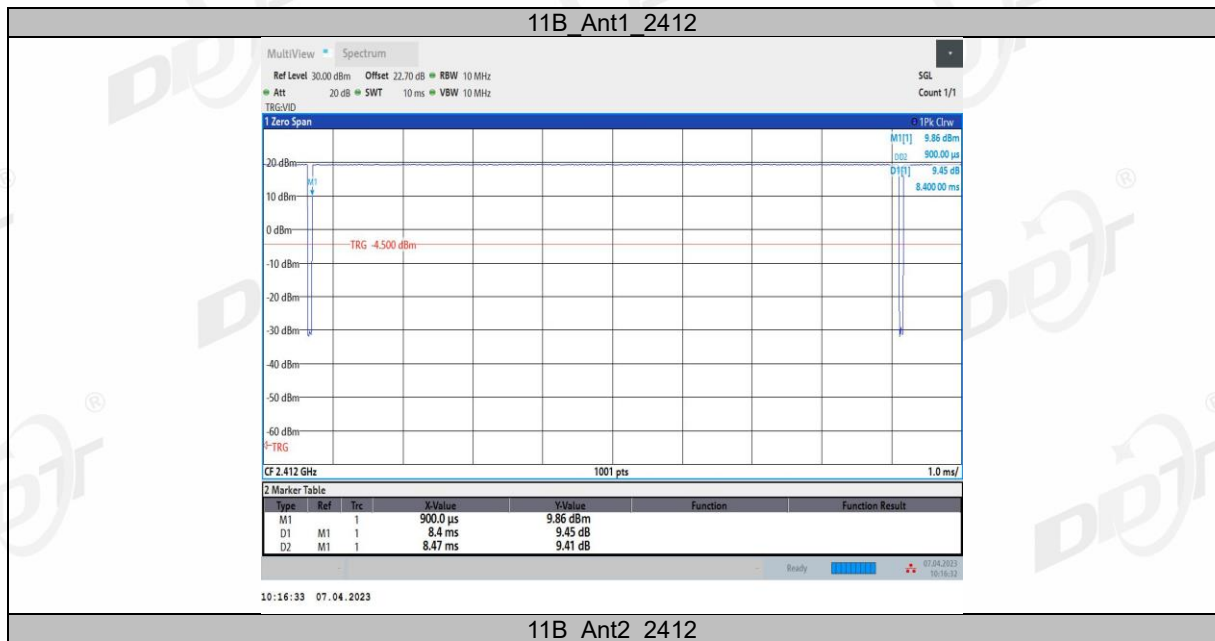 11B_Ant1_2412
MultiView Spectrum
Ref Level 30.00 dBm Offset 22.70 dB RBW 10 MHz SGL
Att 20 dB SWT 10 ms VBW 10 MHz Count 1/1
TRG:VID
1 Zero Span 1Pk Clrw
M1[1] 9.86 dBm
DD2 900.00 µs
20 dBm
D1[1] 9.45 dB
M1
8.400 00 ms
10 dBm
0 dBm
TRG -4.500 dBm
-10 dBm
-20 dBm
-30 dBm
-40 dBm
-50 dBm
-60 dBm
TRG
CF 2.412 GHz 1001 pts 1.0 ms/
2 Marker Table
Type Ref Trc X-Value Y-Value Function Function Result
M1 1 900.0 µs 9.86 dBm
D1 M1 1 8.4 ms 9.45 dB
D2 M1 1 8.47 ms 9.41 dB
Ready 07.04.2023
10:16:33
10:16:33 07.04.2023
11B_Ant2_2412
DDT